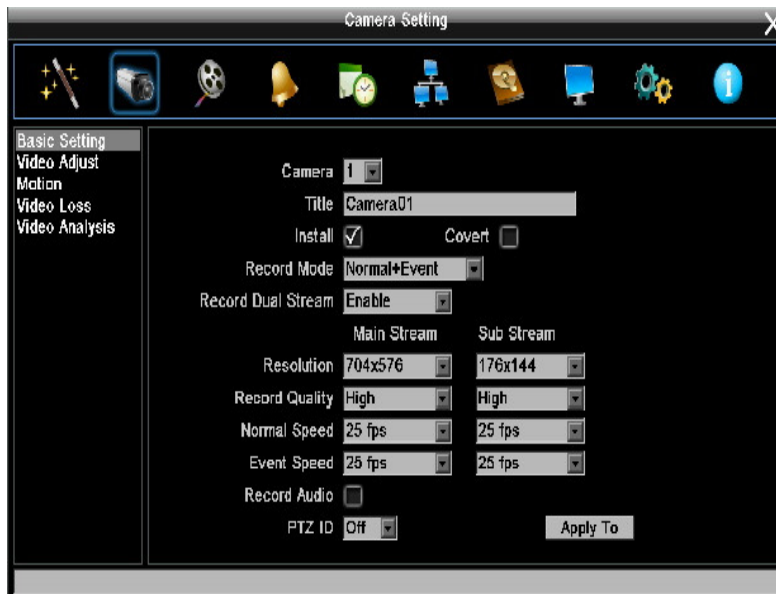 Camera Setting
X
Basic Setting
Video Adjust
Motion
Video Loss
Video Analysis
Camera 1
Title Camera01
Install Covert
Record Mode Normal+Event
Record Dual Stream Enable
Main Stream Sub Stream
Resolution 704x576 176x144
Record Quality High High
Normal Speed 25 fps 25 fps
Event Speed 25 fps 25 fps
Record Audio
PTZ ID Off Apply To